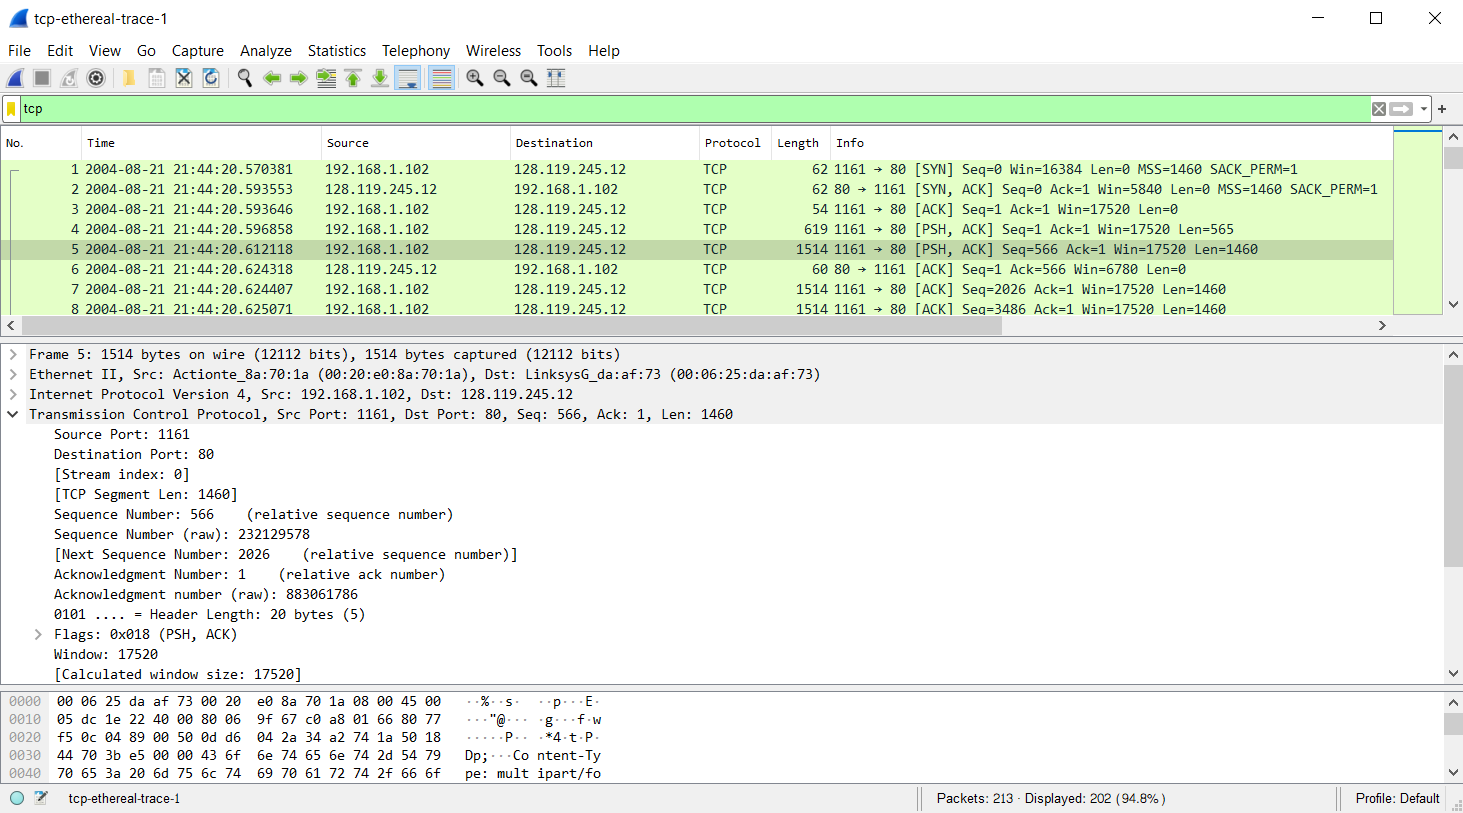 tcp-ethereal-trace-1
File Edit View Go Capture Analyze Statistics Telephony Wireless Tools Help
tcp
No. Time Source Destination Protocol Length Info
1 2004-08-21 21:44:20.570381 192.168.1.102 128.119.245.12 TCP 62 1161 → 80 [SYN] Seq=0 Win=16384 Len=0 MSS=1460 SACK_PERM=1
2 2004-08-21 21:44:20.593553 128.119.245.12 192.168.1.102 TCP 62 80 → 1161 [SYN, ACK] Seq=0 Ack=1 Win=5840 Len=0 MSS=1460 SACK_PERM=1
3 2004-08-21 21:44:20.593646 192.168.1.102 128.119.245.12 TCP 54 1161 → 80 [ACK] Seq=1 Ack=1 Win=17520 Len=0
4 2004-08-21 21:44:20.596858 192.168.1.102 128.119.245.12 TCP 619 1161 → 80 [PSH, ACK] Seq=1 Ack=1 Win=17520 Len=565
5 2004-08-21 21:44:20.612118 192.168.1.102 128.119.245.12 TCP 1514 1161 → 80 [PSH, ACK] Seq=566 Ack=1 Win=17520 Len=1460
6 2004-08-21 21:44:20.624318 128.119.245.12 192.168.1.102 TCP 60 80 → 1161 [ACK] Seq=1 Ack=566 Win=6780 Len=0
7 2004-08-21 21:44:20.624407 192.168.1.102 128.119.245.12 TCP 1514 1161 → 80 [ACK] Seq=2026 Ack=1 Win=17520 Len=1460
8 2004-08-21 21:44:20.625071 192.168.1.102 128.119.245.12 TCP 1514 1161 → 80 [ACK] Seq=3486 Ack=1 Win=17520 Len=1460
Frame 5: 1514 bytes on wire (12112 bits), 1514 bytes captured (12112 bits)
Ethernet II, Src: Actionte_8a:70:1a (00:20:e0:8a:70:1a), Dst: LinksysG_da:af:73 (00:06:25:da:af:73)
Internet Protocol Version 4, Src: 192.168.1.102, Dst: 128.119.245.12
Transmission Control Protocol, Src Port: 1161, Dst Port: 80, Seq: 566, Ack: 1, Len: 1460
Source Port: 1161
Destination Port: 80
[Stream index: 0]
[TCP Segment Len: 1460]
Sequence Number: 566 (relative sequence number)
Sequence Number (raw): 232129578
[Next Sequence Number: 2026 (relative sequence number)]
Acknowledgment Number: 1 (relative ack number)
Acknowledgment number (raw): 883061786
0101 .... = Header Length: 20 bytes (5)
Flags: 0x018 (PSH, ACK)
Window: 17520
[Calculated window size: 17520]
0000 00 06 25 da af 73 00 20 e0 8a 70 1a 08 00 45 00 ··%··s·  ··p···E·
0010 05 dc 1e 22 40 00 80 06 9f 67 c0 a8 01 66 80 77 ···"@··· ·g···f·w
0020 f5 0c 04 89 00 50 0d d6 04 2a 34 a2 74 1a 50 18 ·····P·· ·*4·t·P·
0030 44 70 3b e5 00 00 43 6f 6e 74 65 6e 74 2d 54 79 Dp;···Co ntent-Ty
0040 70 65 3a 20 6d 75 6c 74 69 70 61 72 74 2f 66 6f pe: mult ipart/fo
tcp-ethereal-trace-1 Packets: 213 · Displayed: 202 (94.8%) Profile: Default